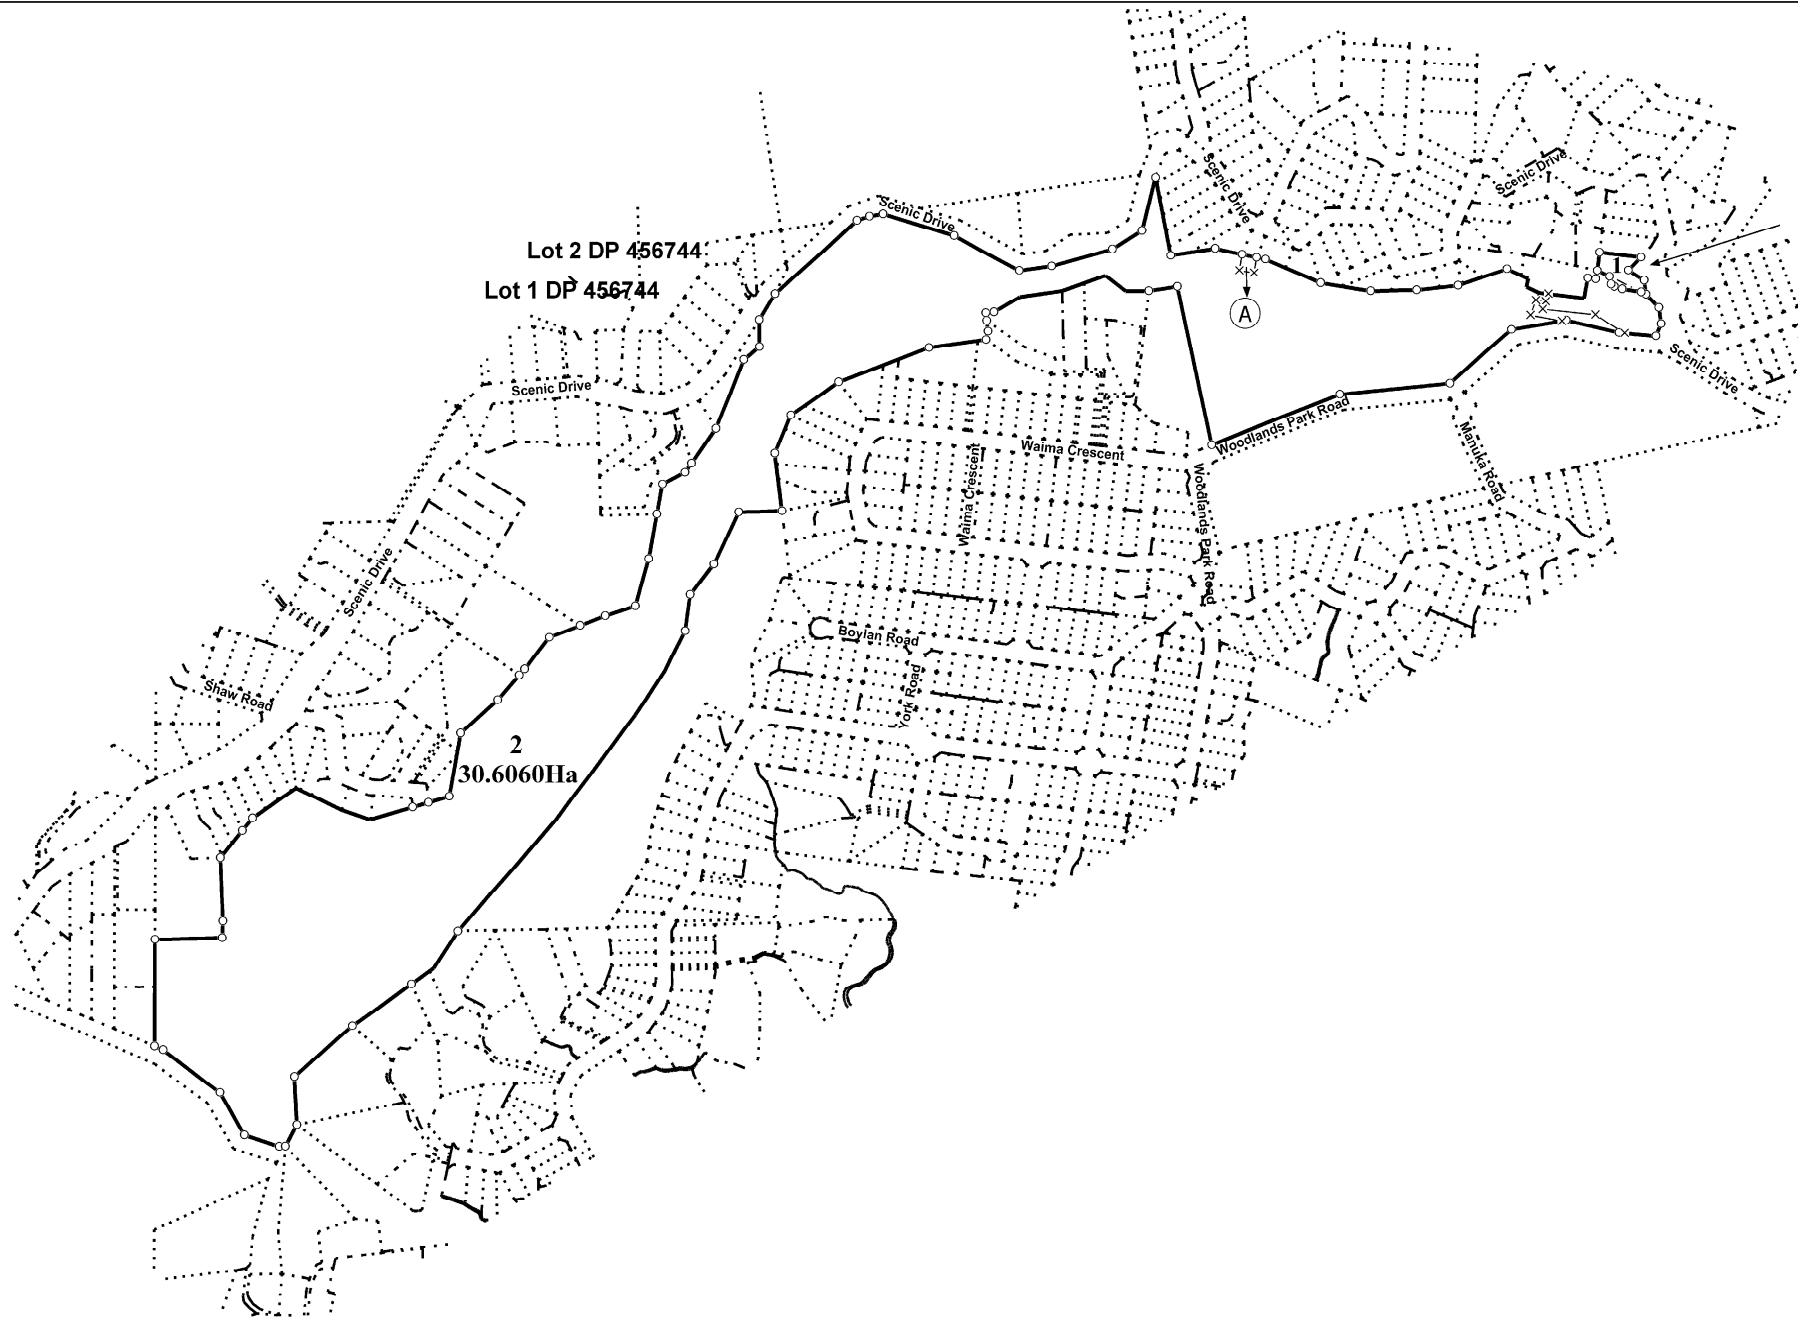 Scenic Drive
Scenic Drive
Scenic Drive
Lot 2 DP 456744
Lot 1 DP 456744
1
A
Scenic Drive
Scenic Drive
Woodlands Park Road
Manuka Road
Waima Crescent
Waima Crescent
Woodlands Park Road
Scenic Drive
Boylan Road
York Road
Shaw Road
2
30.6060Ha